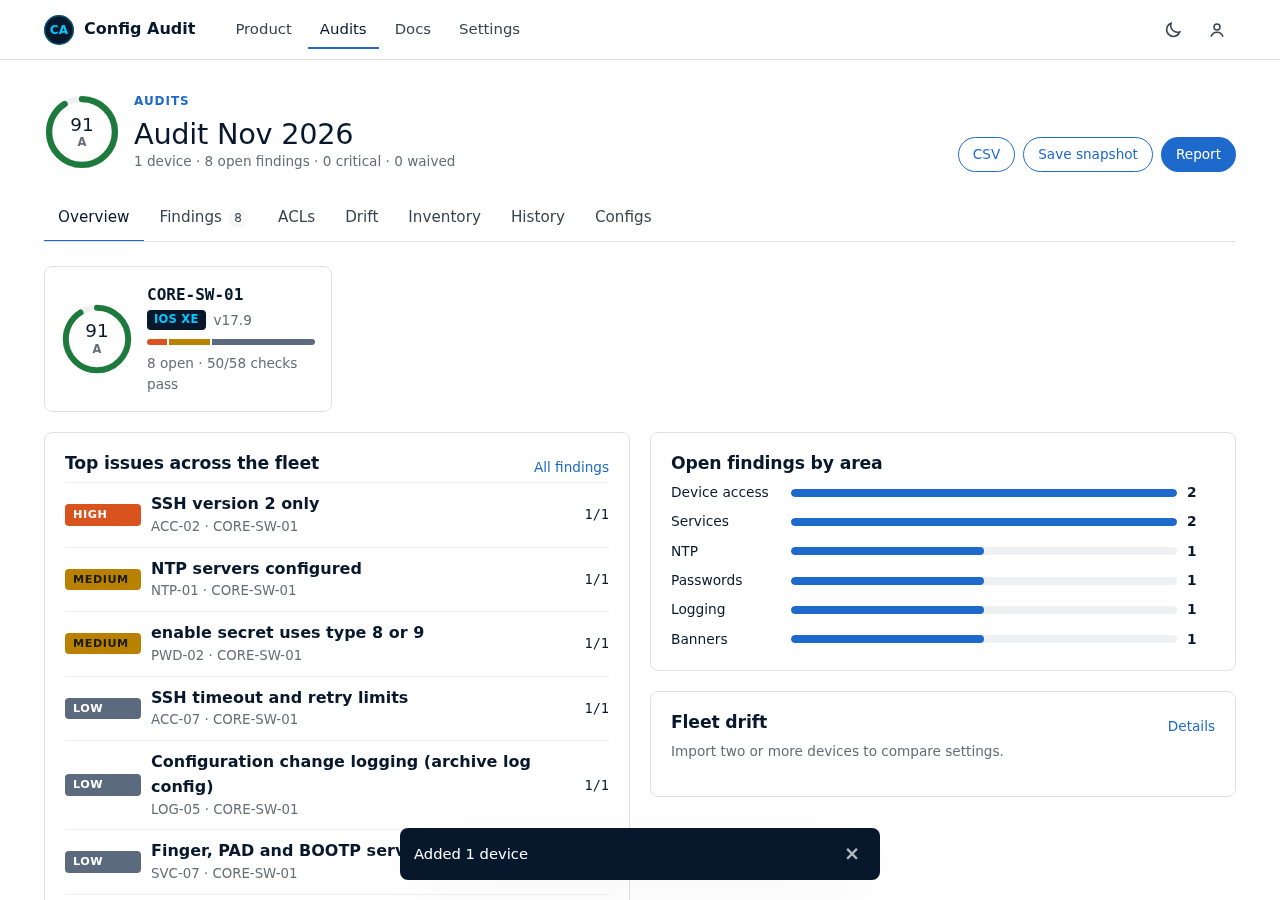 CA Config Audit Product Audits Docs Settings
91
A
AUDITS
Audit Nov 2026
1 device · 8 open findings · 0 critical · 0 waived
CSV Save snapshot Report
Overview Findings 8 ACLs Drift Inventory History Configs
91
A
CORE-SW-01
IOS XE v17.9
8 open · 50/58 checks
pass
Top issues across the fleet
All findings
HIGH
SSH version 2 only
ACC-02 · CORE-SW-01
1/1
MEDIUM
NTP servers configured
NTP-01 · CORE-SW-01
1/1
MEDIUM
enable secret uses type 8 or 9
PWD-02 · CORE-SW-01
1/1
LOW
SSH timeout and retry limits
ACC-07 · CORE-SW-01
1/1
LOW
Configuration change logging (archive log
config)
LOG-05 · CORE-SW-01
1/1
LOW
Finger, PAD and BOOTP
SVC-07 · CORE-SW-01
Open findings by area
Device access 2
Services 2
NTP 1
Passwords 1
Logging 1
Banners 1
Fleet drift
Details
Import two or more devices to compare settings.
Added 1 device